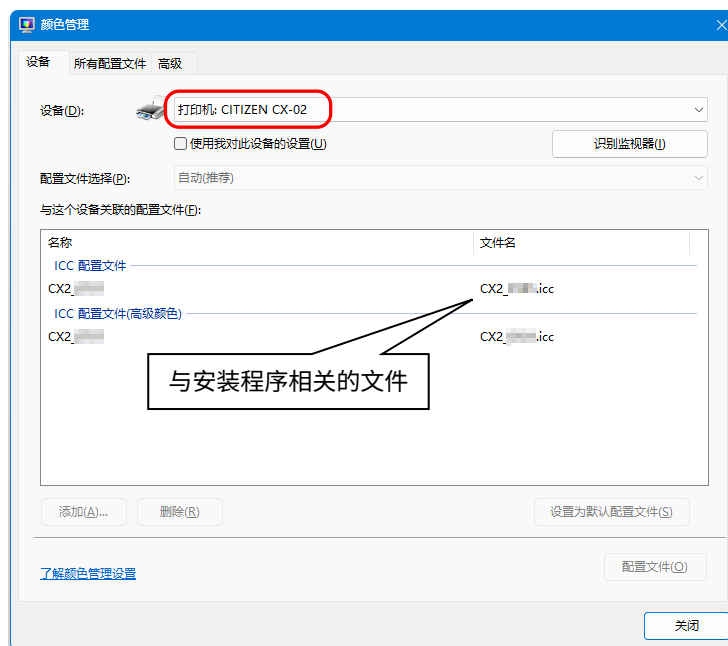 颜色管理
设备 所有配置文件 高级
设备(D): 打印机: CITIZEN CX-02
使用我对此设备的设置(U) 识别监视器(I)
配置文件选择(P): 自动(推荐)
与这个设备关联的配置文件(F):
名称 文件名
ICC 配置文件
CX2_ CX2_ .icc
ICC 配置文件(高级颜色)
CX2_ CX2_ .icc
与安装程序相关的文件
添加(A)... 删除(R) 设置为默认配置文件(S)
了解颜色管理设置 配置文件(O)
关闭